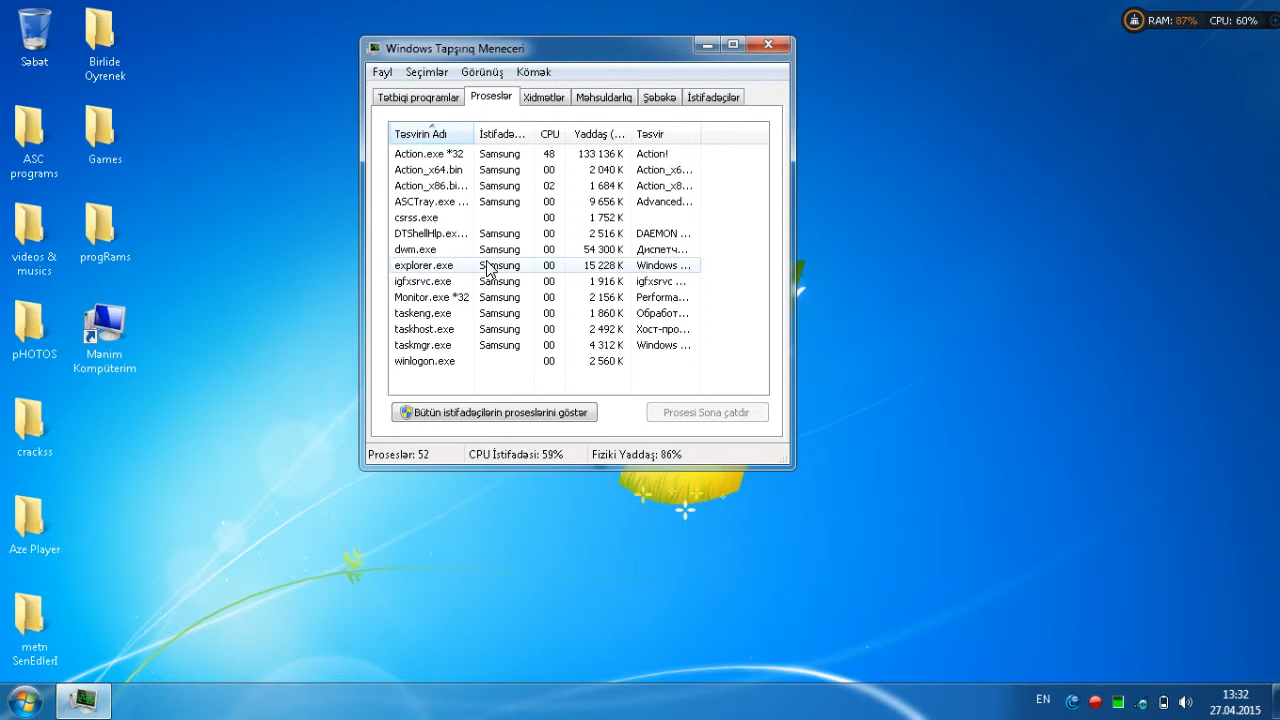 RAM: 87% CPU: 60%
Səbət
Birlide
Oyrenek
ASC
programs
Games
videos &
musics
progRams
pHOTOS
Mənim
Kompüterim
crackss
Aze Player
metn
SenEdlerI
Windows Tapşırıq Meneceri
Fayl Seçimlər Görünüş Kömək
Tətbiqi proqramlar Proseslər Xidmətlər Məhsuldarlıq Şəbəkə İstifadəçilər
Təsvirin Adı İstifadə... CPU Yaddaş (... Təsvir
Action.exe *32 Samsung 48 133 136 K Action!
Action_x64.bin Samsung 00 2 040 K Action_x6...
Action_x86.bi... Samsung 02 1 684 K Action_x8...
ASCTray.exe ... Samsung 00 9 656 K Advanced...
csrss.exe 00 1 752 K
DTShellHlp.ex... Samsung 00 2 516 K DAEMON ...
dwm.exe Samsung 00 54 300 K Диспетч...
explorer.exe Samsung 00 15 228 K Windows ...
igfxsrvc.exe Samsung 00 1 916 K igfxsrvc ...
Monitor.exe *32 Samsung 00 2 156 K Performa...
taskeng.exe Samsung 00 1 860 K Обработ...
taskhost.exe Samsung 00 2 492 K Хост-про...
taskmgr.exe Samsung 00 4 312 K Windows ...
winlogon.exe 00 2 560 K
Bütün istifadəçilərin proseslərini göstər Prosesi Sona çatdır
Proseslər: 52 CPU İstifadəsi: 59% Fiziki Yaddaş: 86%
EN
13:32
27.04.2015